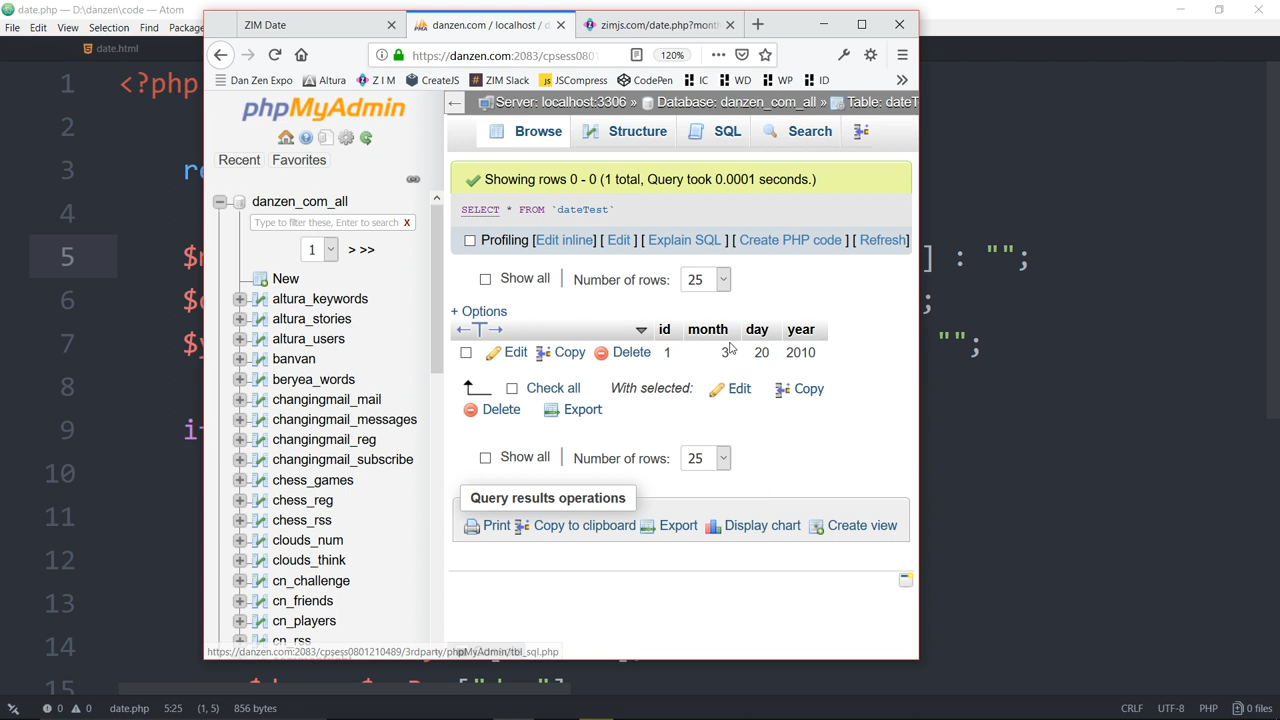 date.php — D:\danzen\code — Atom
File Edit View Selection Find Package
date.html
1 <?php
2
3
4
5 ] : "";
6 ;
7 "";
8
9
10
11
12
13
14
15
ZIM Date
danzen.com / localhost / d
zimjs.com/date.php?month
https://danzen.com:2083/cpsess0801
120%
Dan Zen Expo Altura Z I M CreateJS ZIM Slack JSCompress CodePen IC WD WP ID
phpMyAdmin
Recent Favorites
danzen_com_all
Type to filter these, Enter to search X
1 > >>
New
altura_keywords
altura_stories
altura_users
banvan
beryea_words
changingmail_mail
changingmail_messages
changingmail_reg
changingmail_subscribe
chess_games
chess_reg
chess_rss
clouds_num
clouds_think
cn_challenge
cn_friends
cn_players
cn_rss
Server: localhost:3306 » Database: danzen_com_all » Table: dateT
Browse Structure SQL Search
Showing rows 0 - 0 (1 total, Query took 0.0001 seconds.)
SELECT * FROM `dateTest`
Profiling [Edit inline] [ Edit ] [ Explain SQL ] [ Create PHP code ] [ Refresh]
Show all Number of rows: 25
+ Options
←T→ id month day year
Edit Copy Delete 1 3 20 2010
Check all With selected: Edit Copy
Delete Export
Show all Number of rows: 25
Query results operations
Print Copy to clipboard Export Display chart Create view
https://danzen.com:2083/cpsess0801210489/3rdparty/phpMyAdmin/tbl_sql.php
0 0 date.php 5:25 (1, 5) 856 bytes
CRLF UTF-8 PHP 0 files